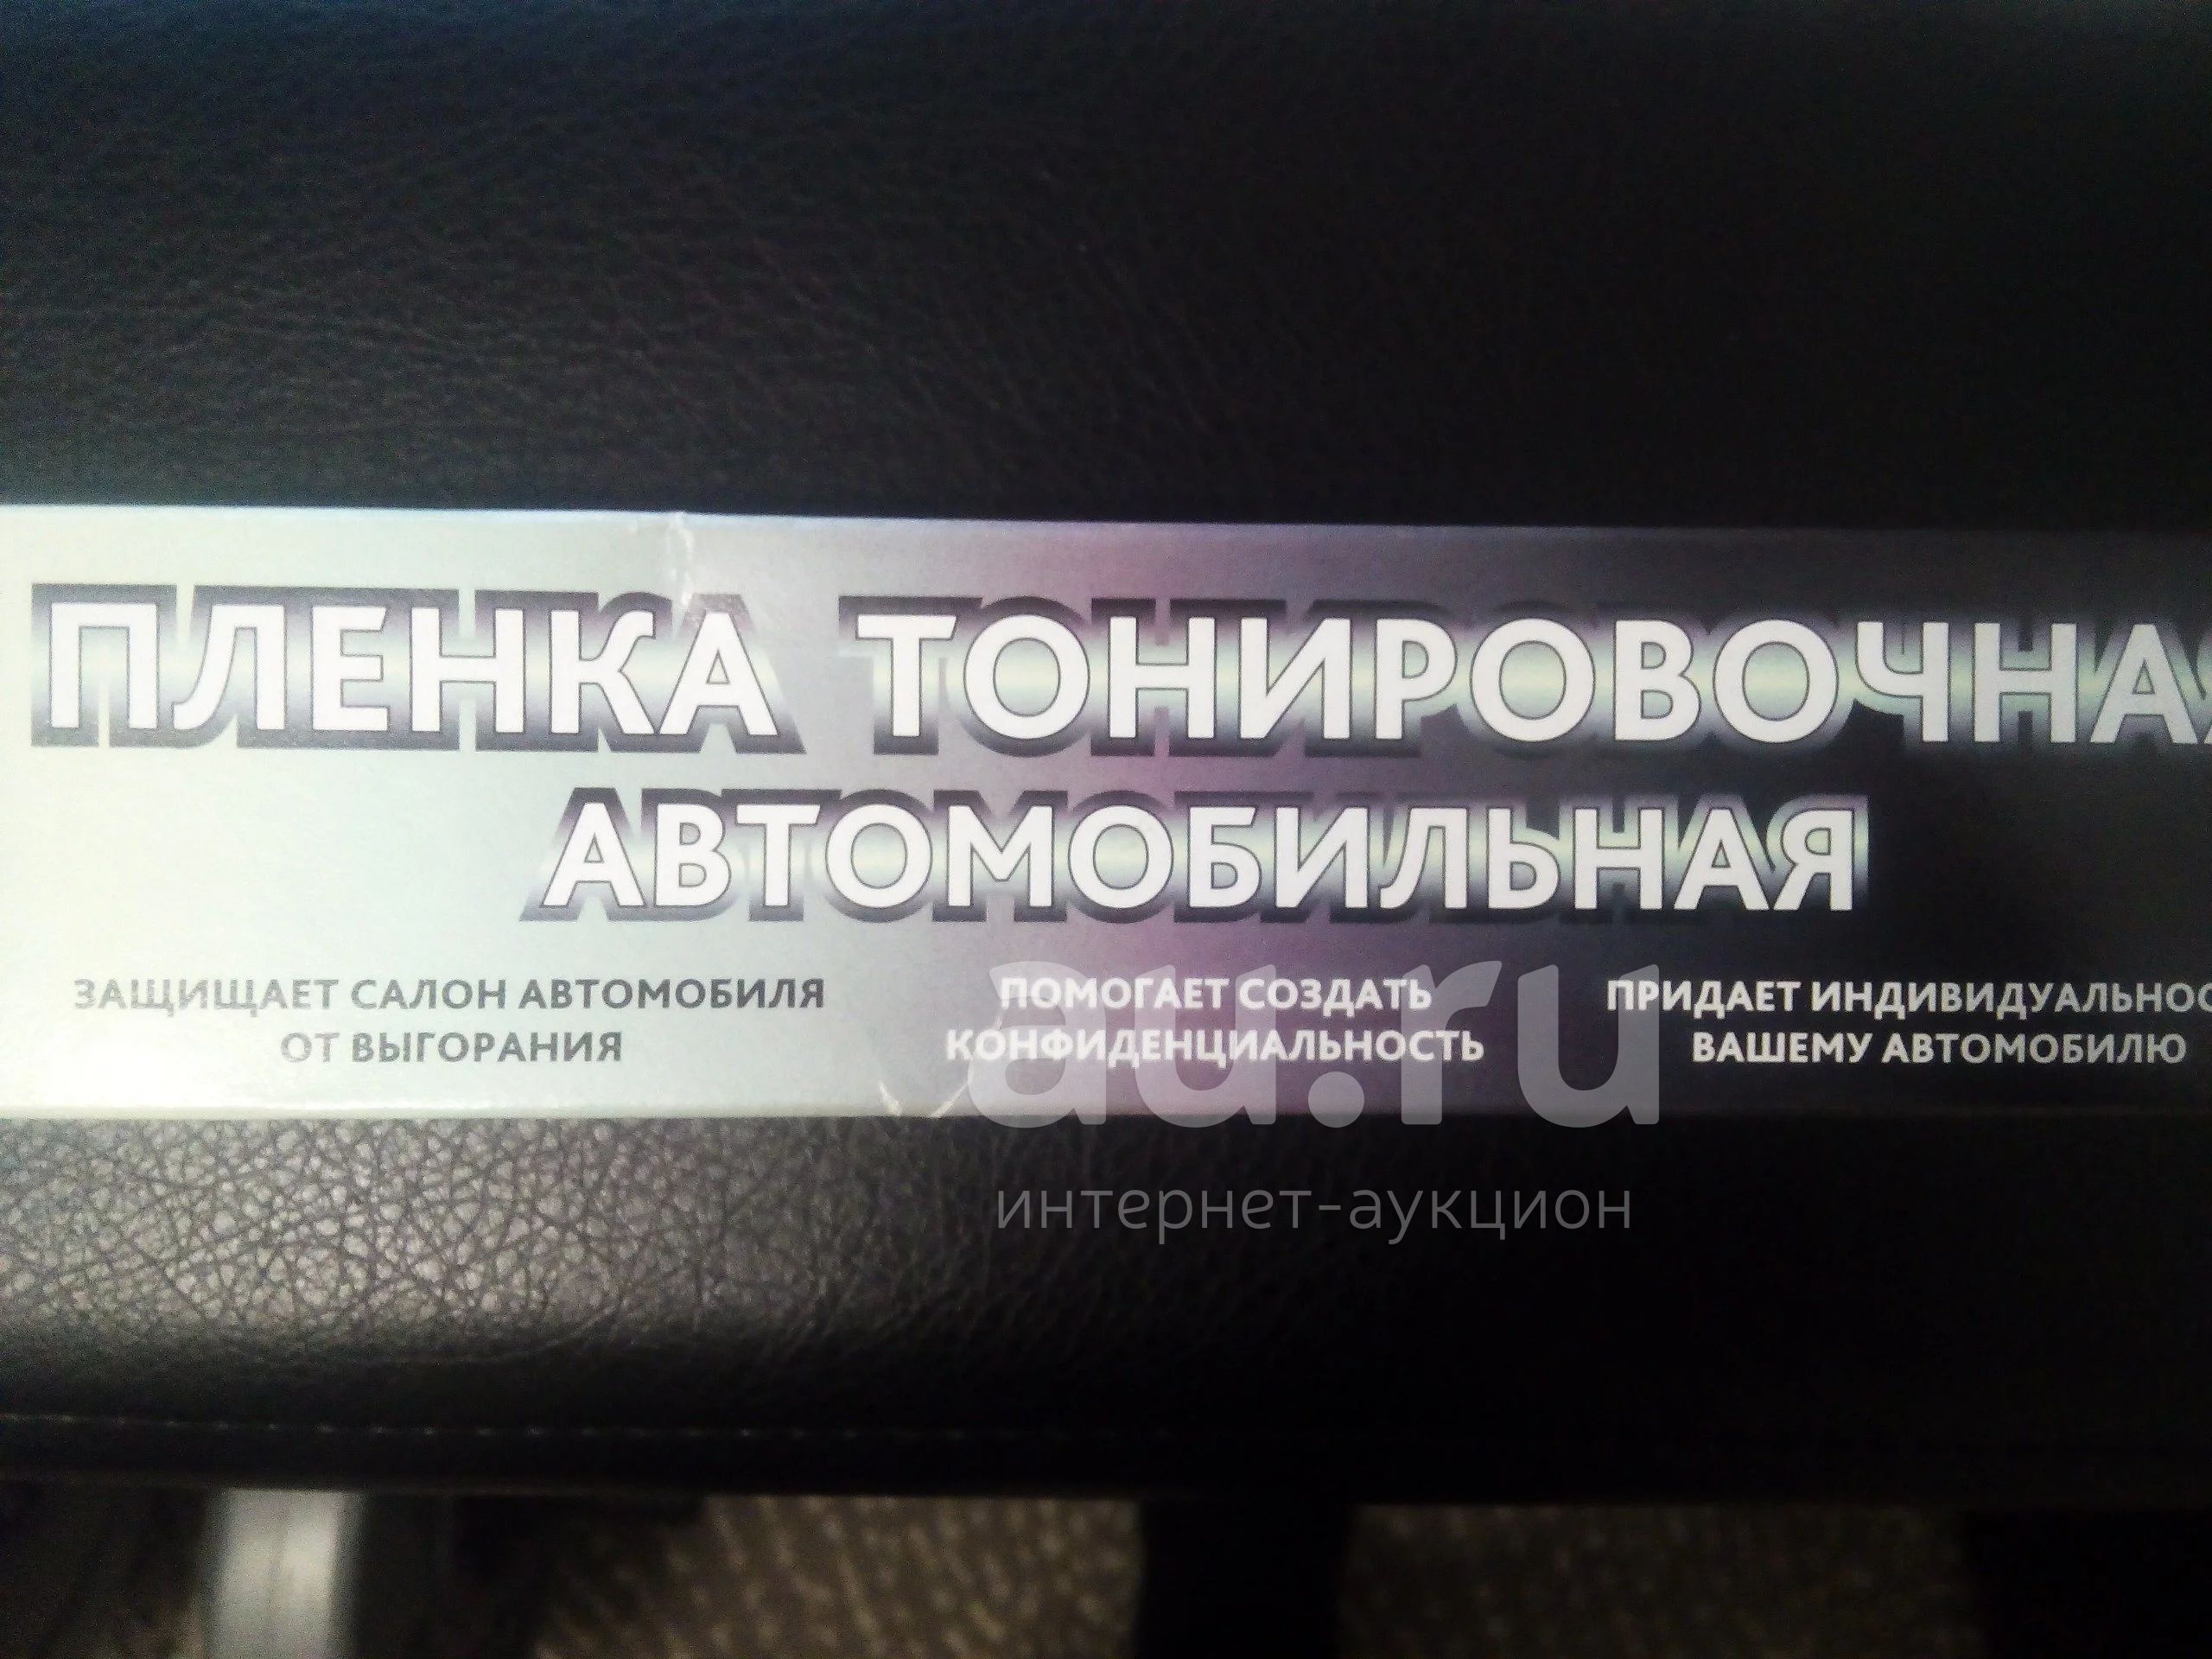 ПЛЕНКА ТОНИРОВОЧНАЯ
АВТОМОБИЛЬНАЯ
ЗАЩИЩАЕТ САЛОН АВТОМОБИЛЯ
ОТ ВЫГОРАНИЯ
ПОМОГАЕТ СОЗДАТЬ
КОНФИДЕНЦИАЛЬНОСТЬ
ПРИДАЕТ ИНДИВИДУАЛЬНОС
ВАШЕМУ АВТОМОБИЛЮ
au.ru
интернет-аукцион